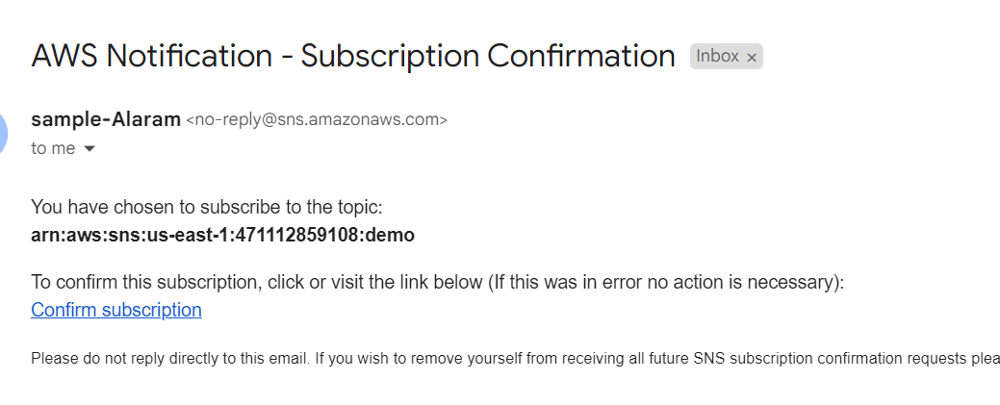 AWS Notification - Subscription Confirmation Inbox ×
sample-Alaram <no-reply@sns.amazonaws.com>
to me
You have chosen to subscribe to the topic:
arn:aws:sns:us-east-1:471112859108:demo
To confirm this subscription, click or visit the link below (If this was in error no action is necessary):
Confirm subscription
Please do not reply directly to this email. If you wish to remove yourself from receiving all future SNS subscription confirmation requests plea